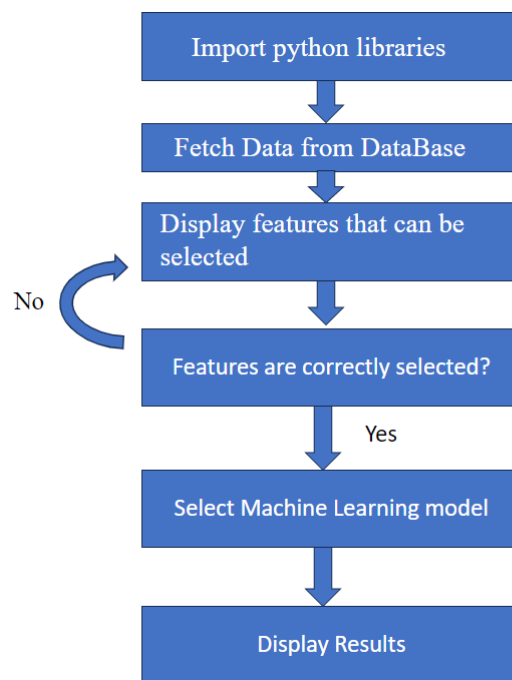 Import python libraries
Fetch Data from DataBase
Display features that can be
selected
No
Features are correctly selected?
Yes
Select Machine Learning model
Display Results